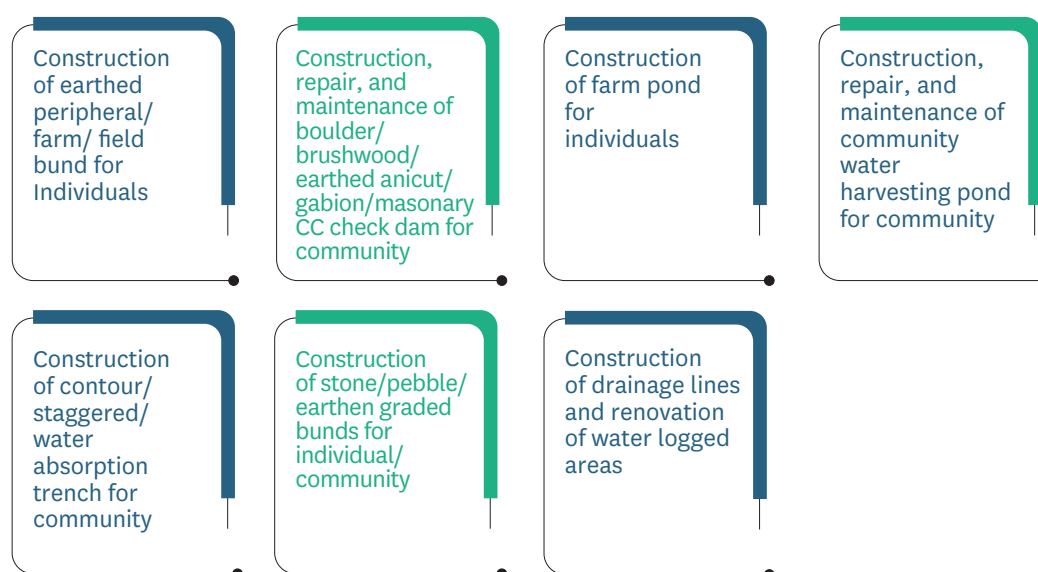 Construction
of earthed
peripheral/
farm/ field
bund for
Individuals
Construction,
repair, and
maintenance of
boulder/
brushwood/
earthed anicut/
gabion/masonary
CC check dam for
community
Construction
of farm pond
for
individuals
Construction,
repair, and
maintenance of
community
water
harvesting pond
for community
Construction
of contour/
staggered/
water
absorption
trench for
community
Construction
of stone/pebble/
earthen graded
bunds for
individual/
community
Construction
of drainage lines
and renovation
of water logged
areas